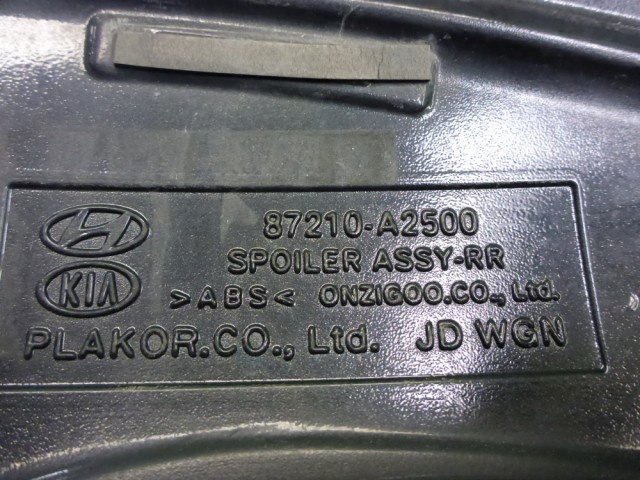 87210-A2500
SPOILER ASSY-RR
KIA >ABS< ONZIGOO.CO., Ltd.
PLAKOR.CO., Ltd. JD WGN